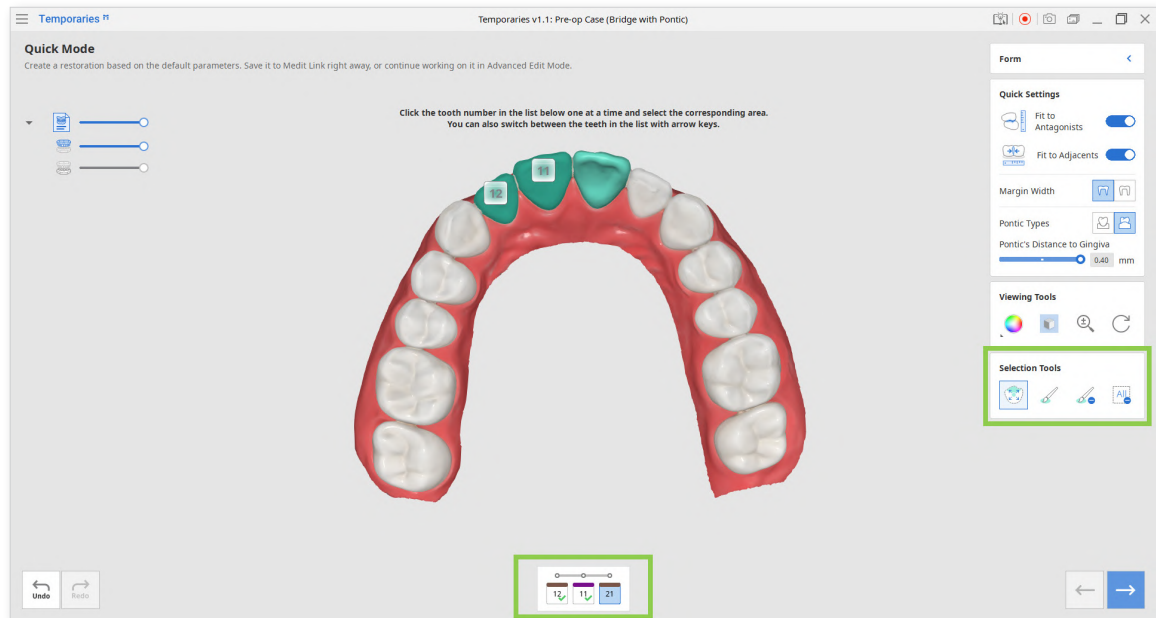 Temporaries
Temporaries v1.1: Pre-op Case (Bridge with Pontic)
Quick Mode
Create a restoration based on the default parameters. Save it to Medit Link right away, or continue working on it in Advanced Edit Mode.
Click the tooth number in the list below one at a time and select the corresponding area.
You can also switch between the teeth in the list with arrow keys.
12
11
Form
Quick Settings
Fit to
Antagonists
Fit to Adjacents
Margin Width
Pontic Types
Pontic's Distance to Gingiva
0.40 mm
Viewing Tools
Selection Tools
All
12 11 21
Undo
Redo